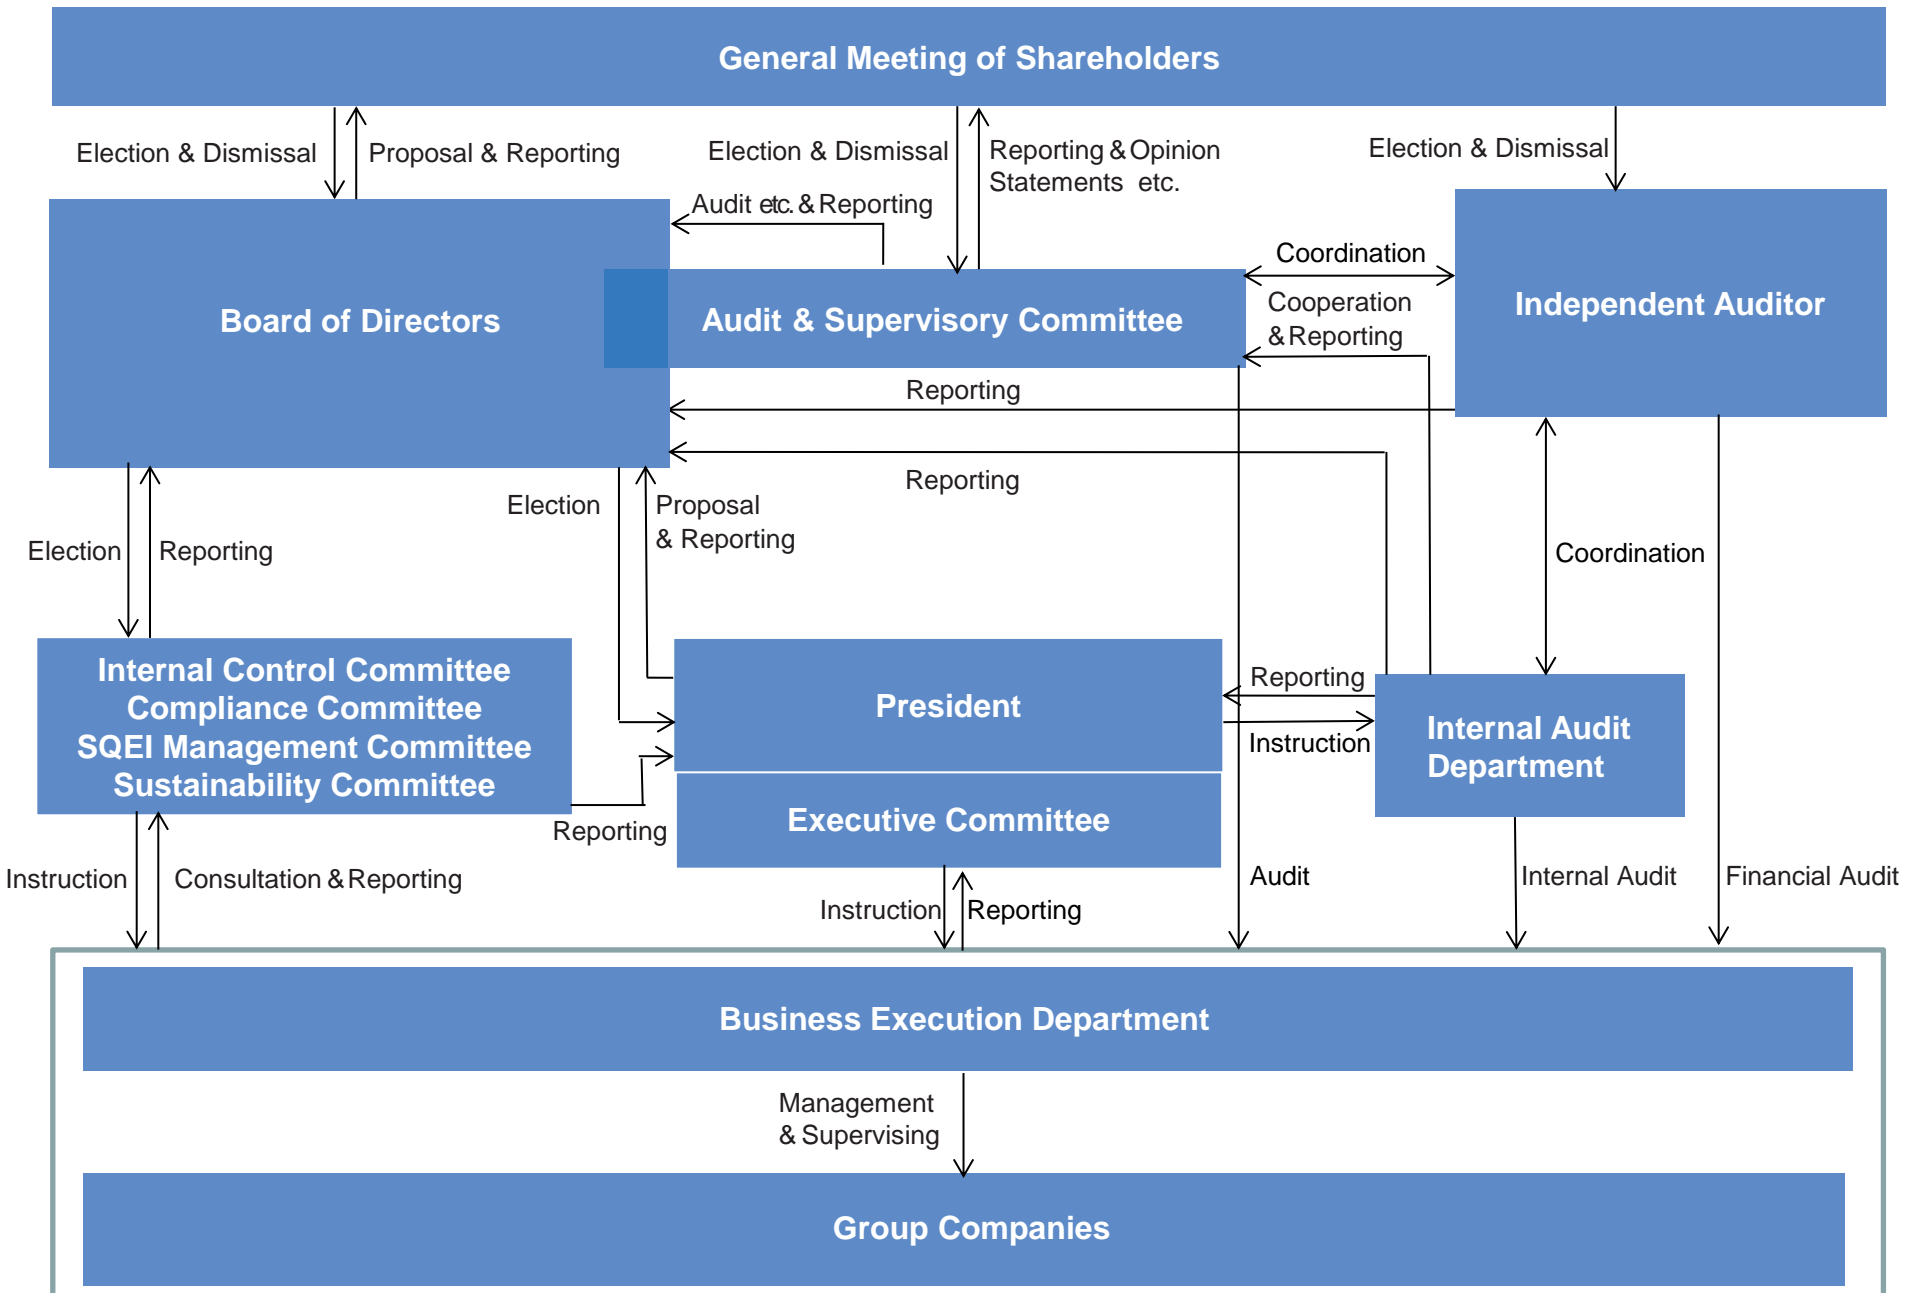 General Meeting of Shareholders
Election & Dismissal
Proposal & Reporting
Election & Dismissal
Reporting & Opinion
Statements etc.
Election & Dismissal
Audit etc. & Reporting
Board of Directors
Audit & Supervisory Committee
Coordination
Cooperation
& Reporting
Independent Auditor
Reporting
Reporting
Election
Proposal
& Reporting
Election
Reporting
Coordination
Internal Control Committee
Compliance Committee
SQEI Management Committee
Sustainability Committee
President
Reporting
Instruction
Internal Audit
Department
Executive Committee
Reporting
Instruction
Consultation & Reporting
Instruction
Reporting
Audit
Internal Audit
Financial Audit
Business Execution Department
Management
& Supervising
Group Companies